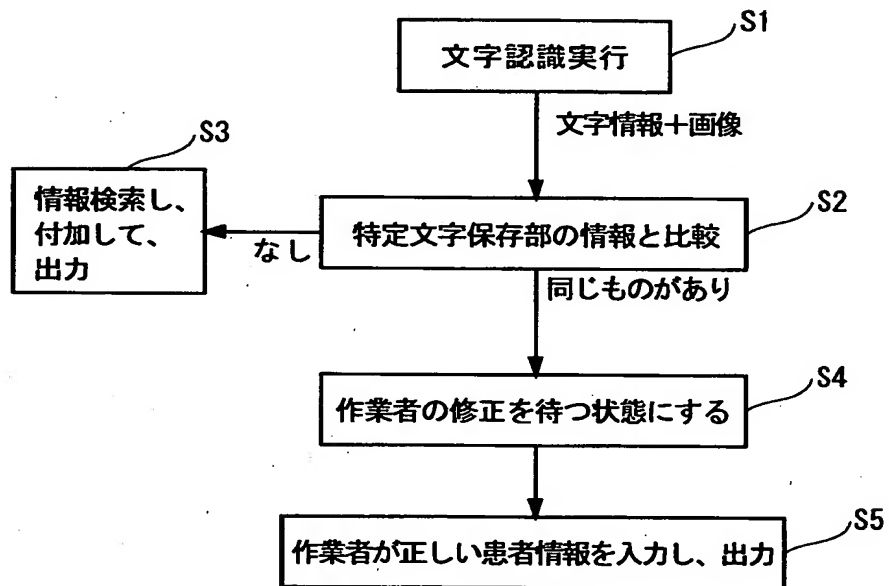 S1
文字認識実行
文字情報＋画像
S3
情報検索し、
付加して、
出力
なし
S2
特定文字保存部の情報と比較
同じものがあり
S4
作業者の修正を待つ状態にする
S5
作業者が正しい患者情報を入力し、出力